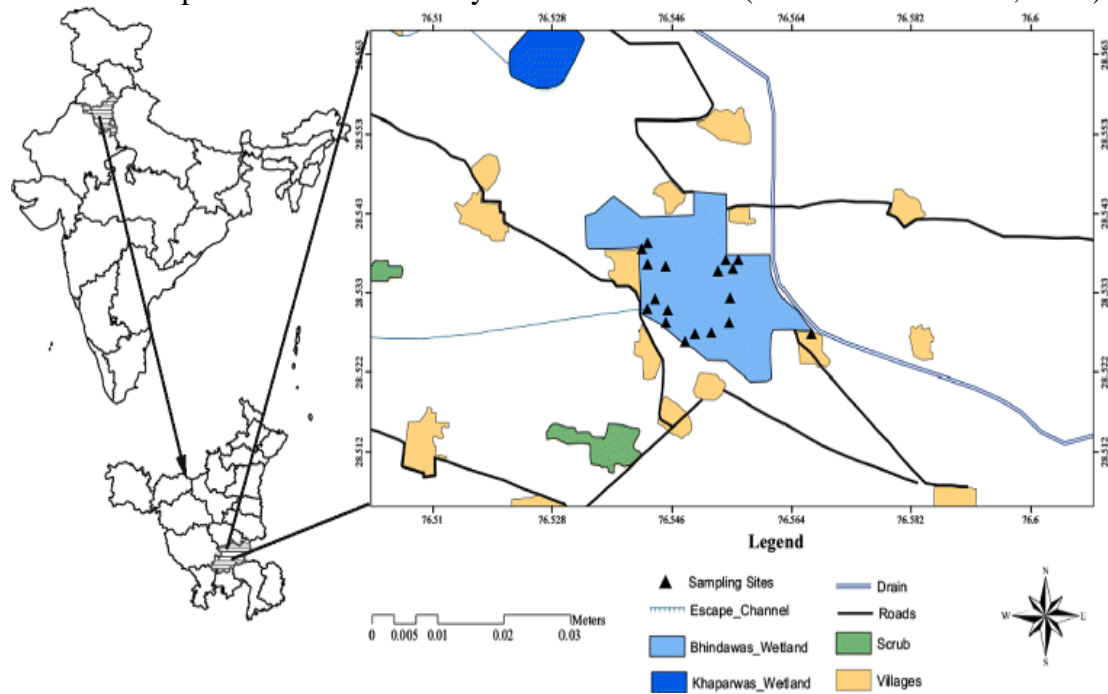 76.51 76.528 76.546 76.564 76.582 76.6
28.563 28.563
28.553 28.553
28.543 28.543
28.533 28.533
28.522 28.522
28.512 28.512
76.51 76.528 76.546 76.564 76.582 76.6
Legend
Sampling Sites
Drain
Escape_Channel
Roads
Bhindawas_Wetland
Scrub
Khaparwas_Wetland
Villages
Meters
0 0.005 0.01 0.02 0.03
N
W
S